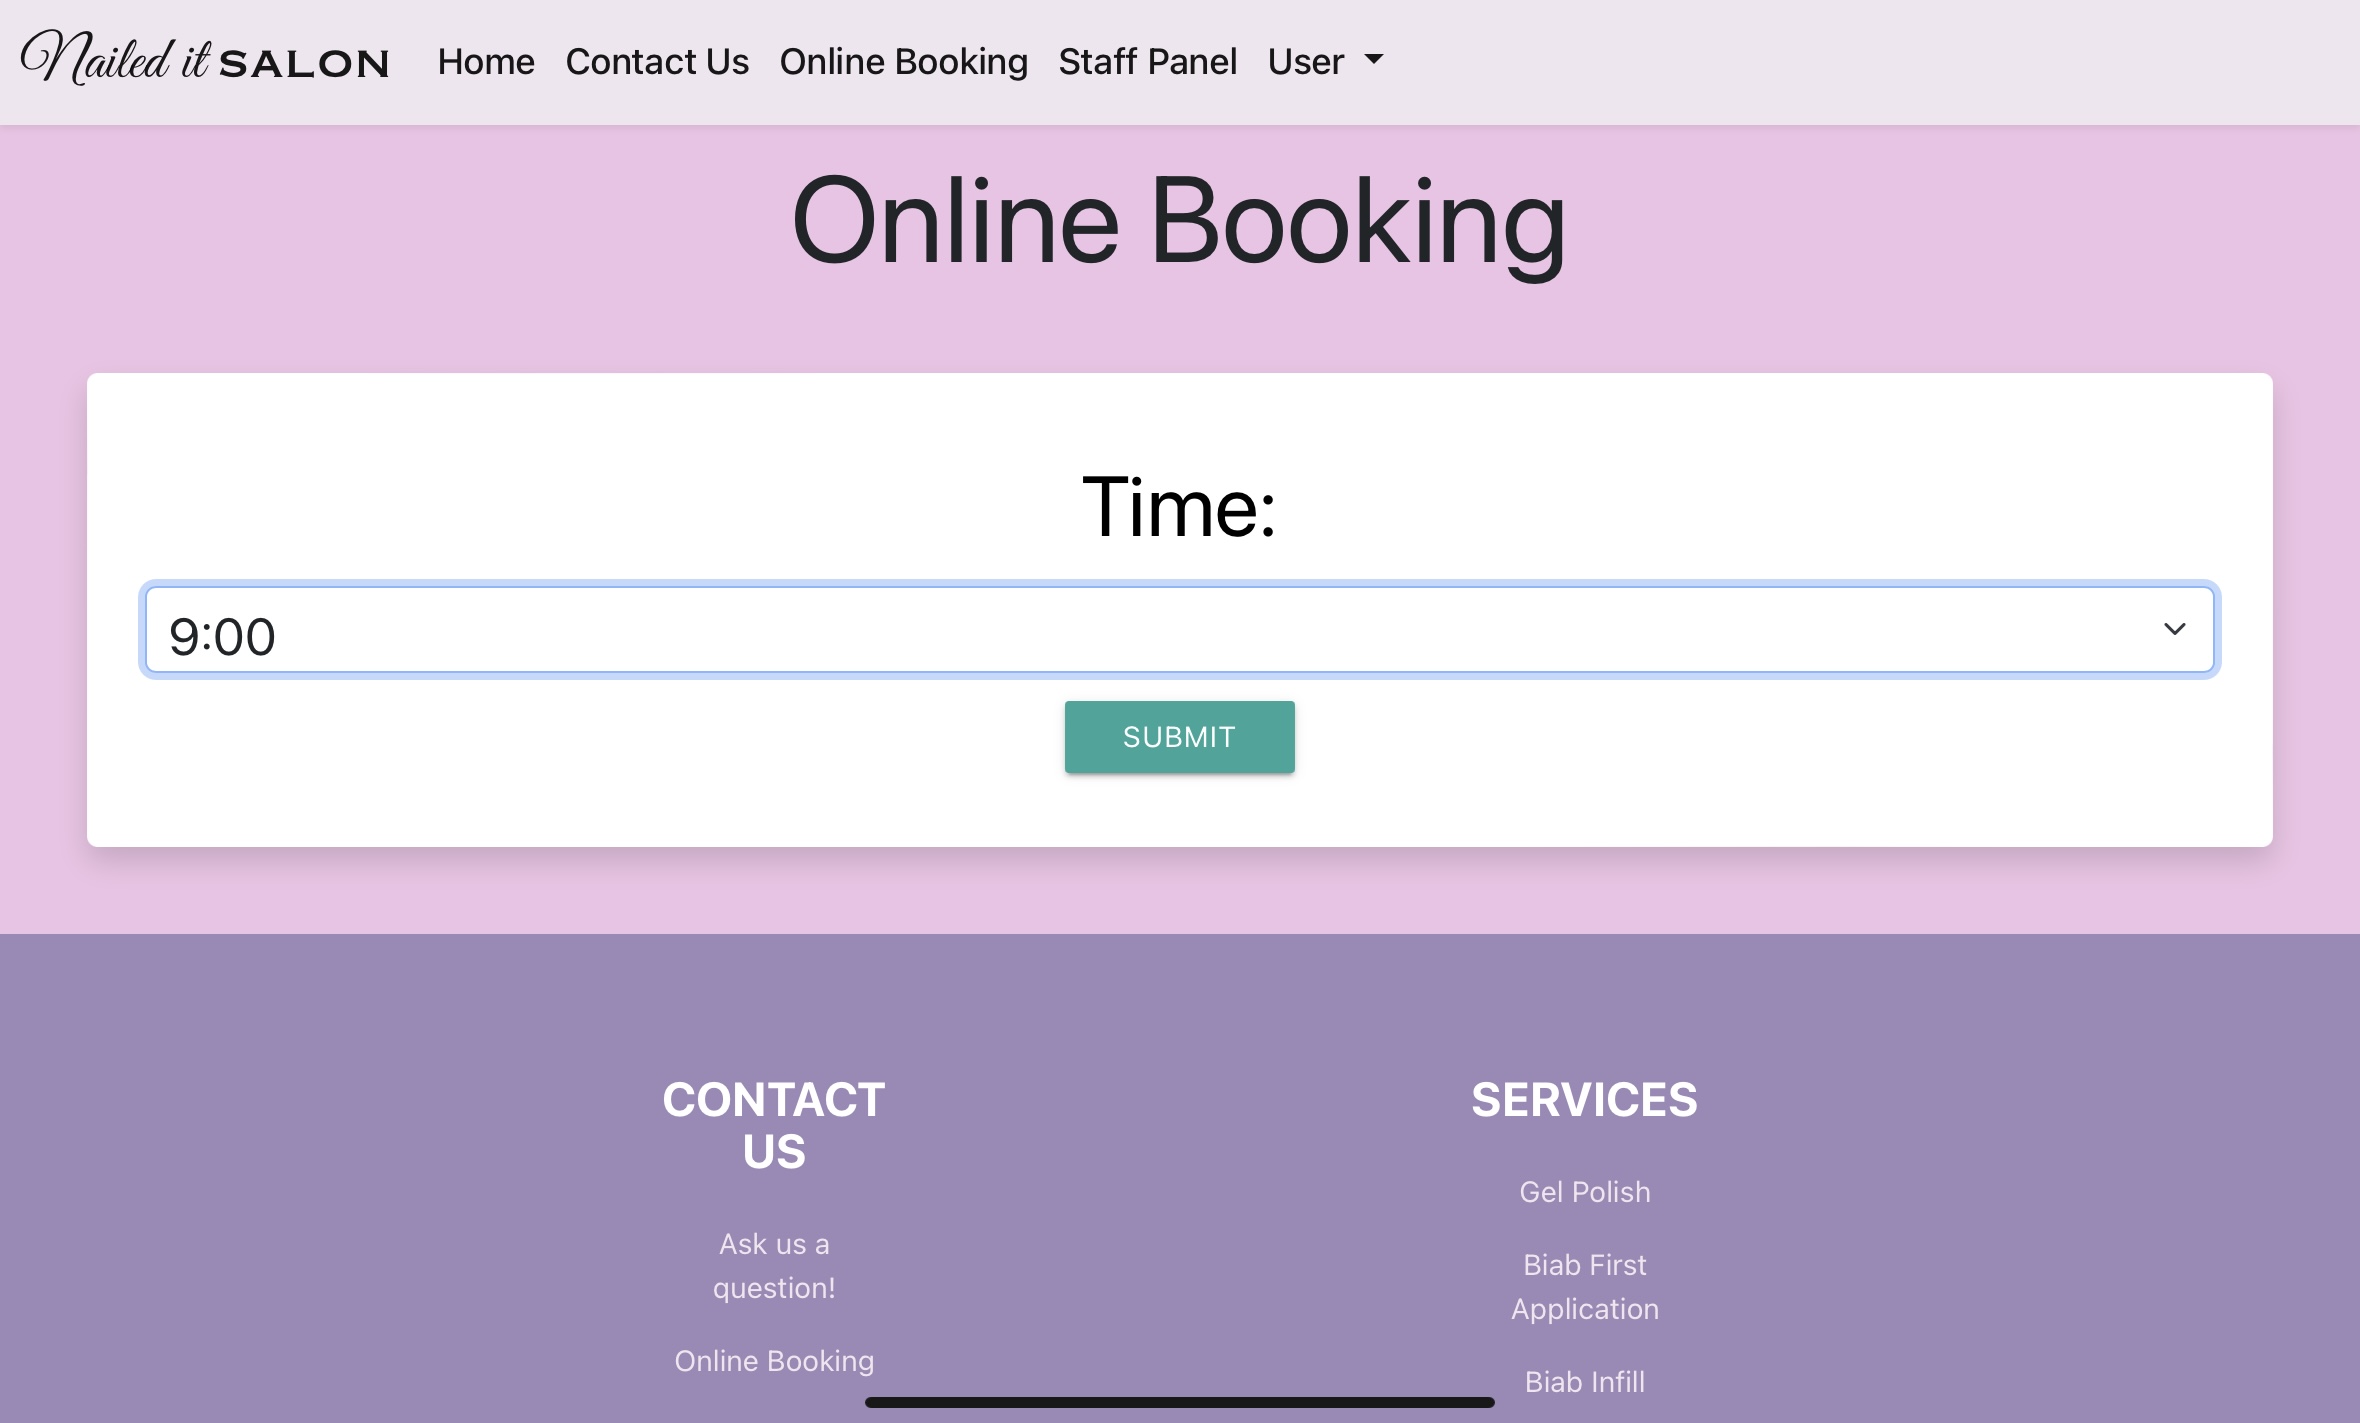 Nailed it SALON Home Contact Us Online Booking Staff Panel User
Online Booking
Time:
9:00
SUBMIT
CONTACT
US
Ask us a
question!
Online Booking
SERVICES
Gel Polish
Biab First
Application
Biab Infill